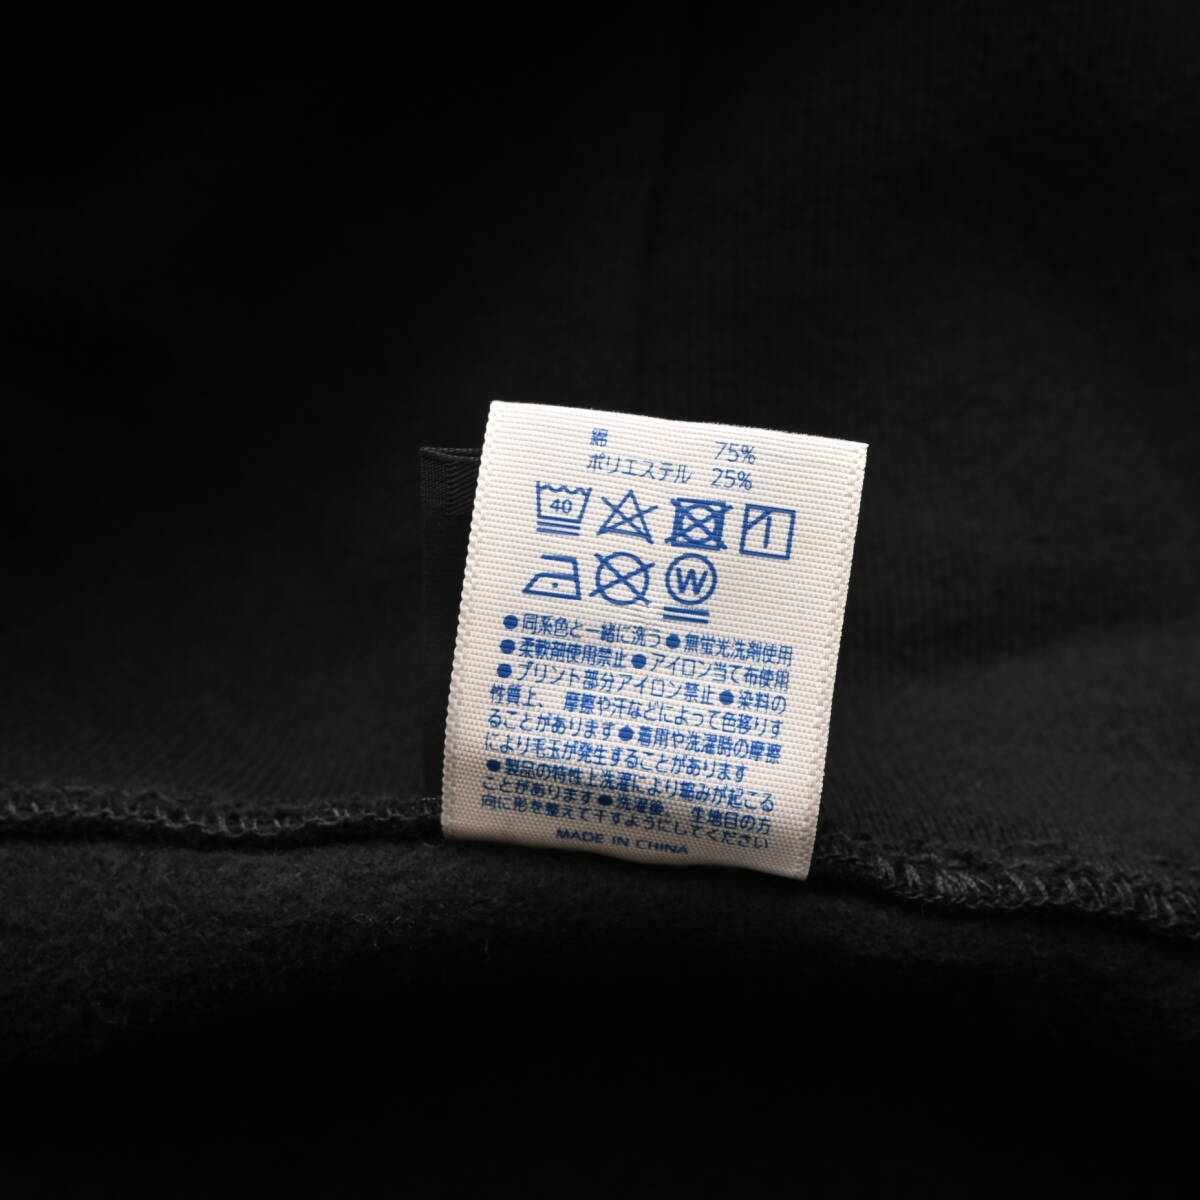 綿 75%
ポリエステル 25%
40
W
●同系色と一緒に洗う●無蛍光洗剤使用
●柔軟剤使用禁止●アイロン当て布使用
●プリント部分アイロン禁止●染料の
性質上、摩擦や汗などによって色移りす
ることがあります●着用や洗濯時の摩擦
により毛玉が発生することがあります
●製品の特性上洗濯により縮みが起こる
ことがあります●洗濯後、生地目の方
向に形を整えて干すようにしてください
MADE IN CHINA